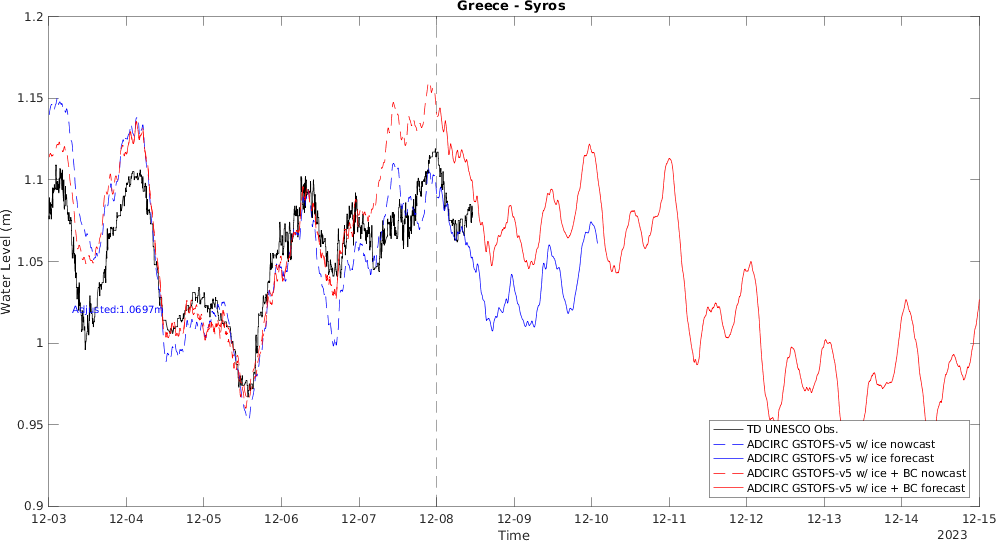 Greece - Syros
1.2
1.15
1.1
1.05
1
0.95
0.9
Water Level (m)
Adjusted:1.0697m
TD UNESCO Obs.
ADCIRC GSTOFS-v5 w/ ice nowcast
ADCIRC GSTOFS-v5 w/ ice forecast
ADCIRC GSTOFS-v5 w/ ice + BC nowcast
ADCIRC GSTOFS-v5 w/ ice + BC forecast
12-03 12-04 12-05 12-06 12-07 12-08 12-09 12-10 12-11 12-12 12-13 12-14 12-15
Time
2023